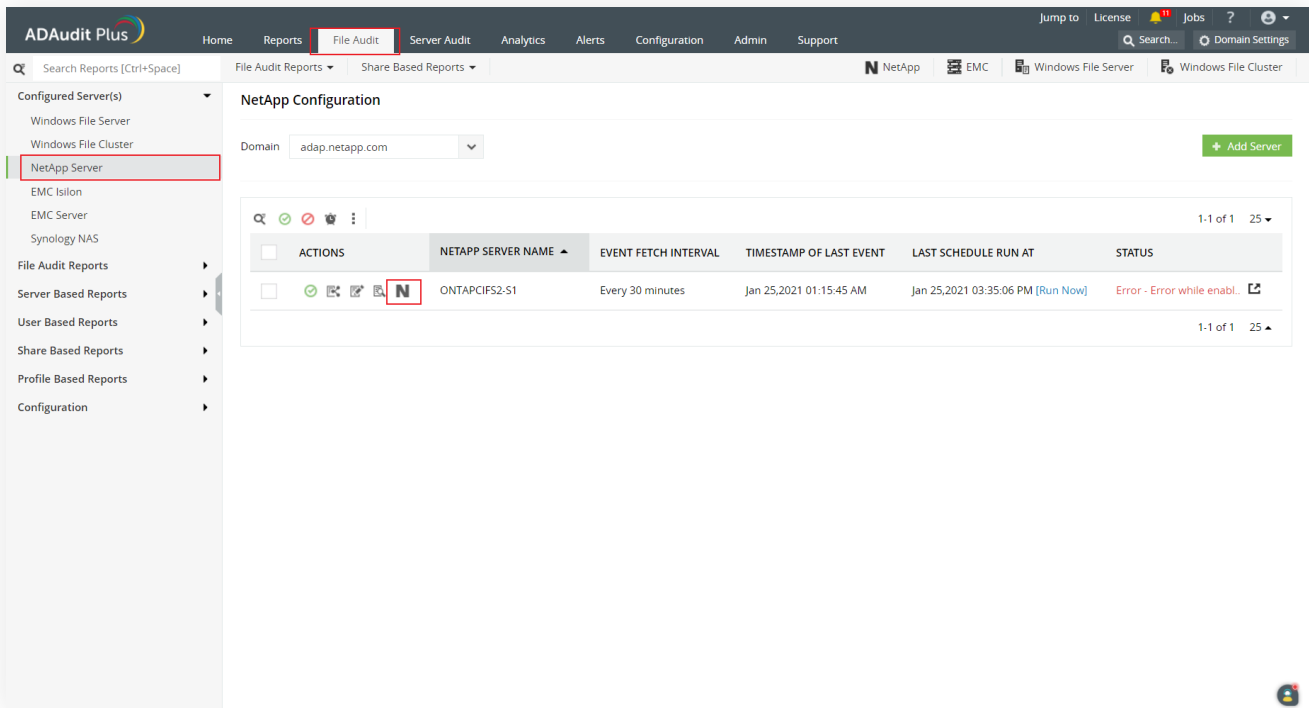 Jump to License 11 Jobs ?
ADAudit Plus
Home Reports File Audit Server Audit Analytics Alerts Configuration Admin Support
Search... Domain Settings
Search Reports [Ctrl+Space]
File Audit Reports Share Based Reports
N NetApp EMC Windows File Server Windows File Cluster
Configured Server(s)
Windows File Server
Windows File Cluster
NetApp Server
EMC Isilon
EMC Server
Synology NAS
File Audit Reports
Server Based Reports
User Based Reports
Share Based Reports
Profile Based Reports
Configuration
NetApp Configuration
Domain adap.netapp.com
+ Add Server
1-1 of 1 25
ACTIONS NETAPP SERVER NAME EVENT FETCH INTERVAL TIMESTAMP OF LAST EVENT LAST SCHEDULE RUN AT STATUS
N ONTAPCIFS2-S1 Every 30 minutes Jan 25,2021 01:15:45 AM Jan 25,2021 03:35:06 PM [Run Now] Error - Error while enabl..
1-1 of 1 25